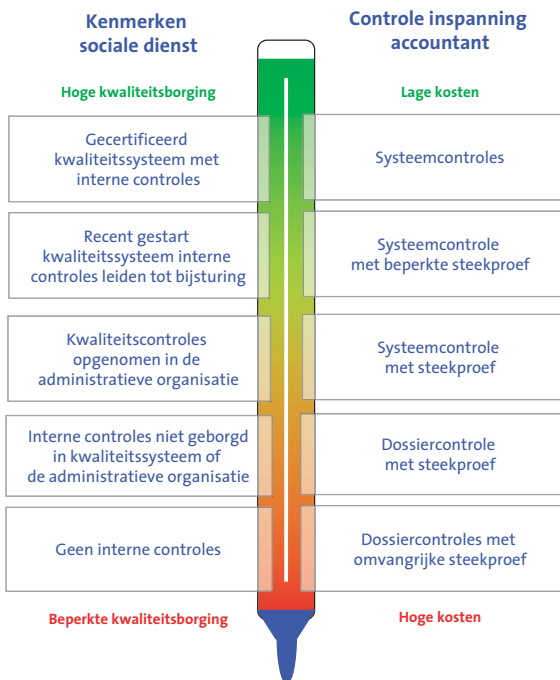 Kenmerken
sociale dienst
Controle inspanning
accountant
Hoge kwaliteitsborging
Lage kosten
Gecertificeerd
kwaliteitssysteem met
interne controles
Systeemcontroles
Recent gestart
kwaliteitssysteem interne
controles leiden tot bijsturing
Systeemcontrole
met beperkte steekproef
Kwaliteitscontroles
opgenomen in de
administratieve organisatie
Systeemcontrole
met steekproef
Interne controles niet geborgd
in kwaliteitssysteem of
de administratieve organisatie
Dossiercontrole
met steekproef
Geen interne controles
Dossiercontroles met
omvangrijke steekproef
Beperkte kwaliteitsborging
Hoge kosten